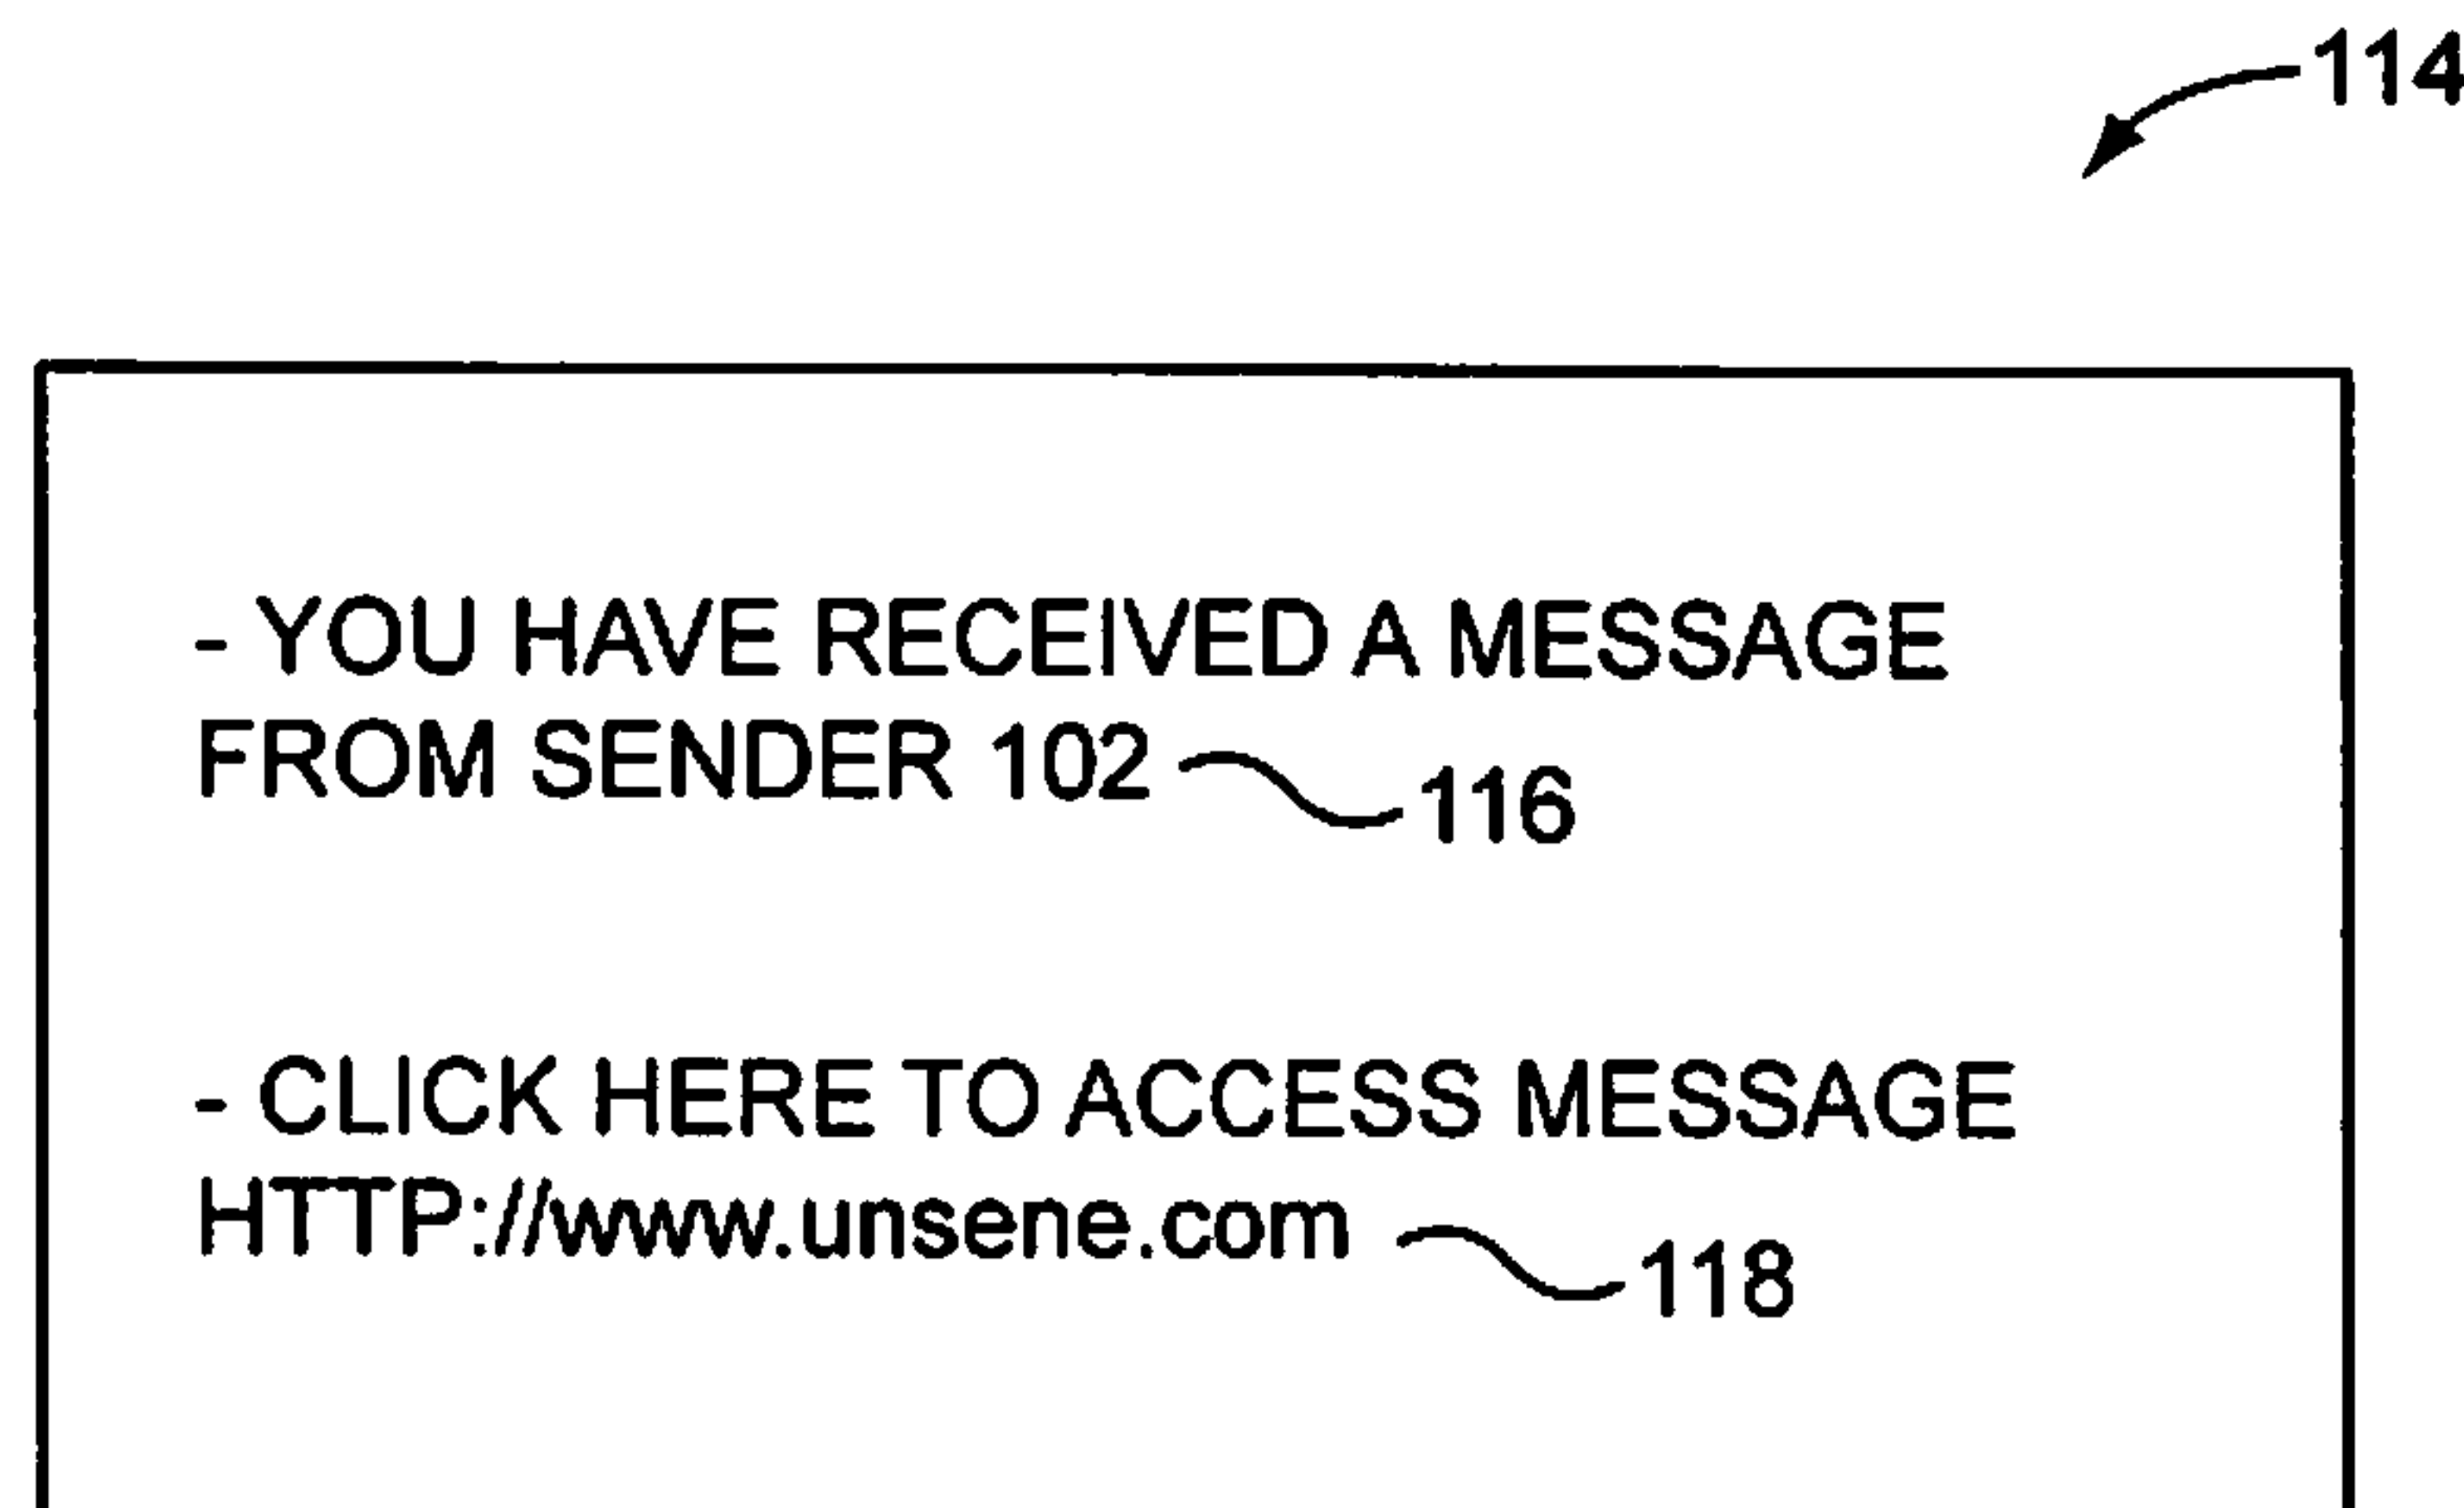 114
- YOU HAVE RECEIVED A MESSAGE
FROM SENDER 102
116
- CLICK HERE TO ACCESS MESSAGE
HTTP://www.unsene.com
118